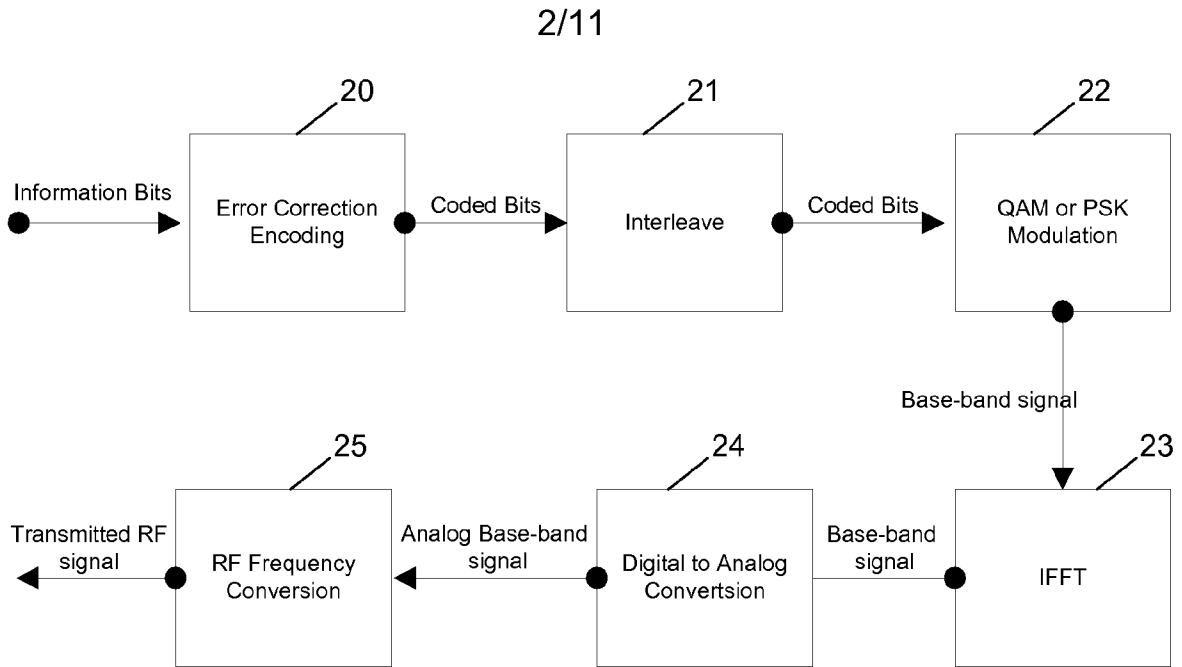 2/11
20
21
22
Information Bits
Error Correction
Encoding
Coded Bits
Interleave
Coded Bits
QAM or PSK
Modulation
Base-band signal
25
24
23
Transmitted RF
signal
RF Frequency
Conversion
Analog Base-band
signal
Digital to Analog
Convertsion
Base-band
signal
IFFT